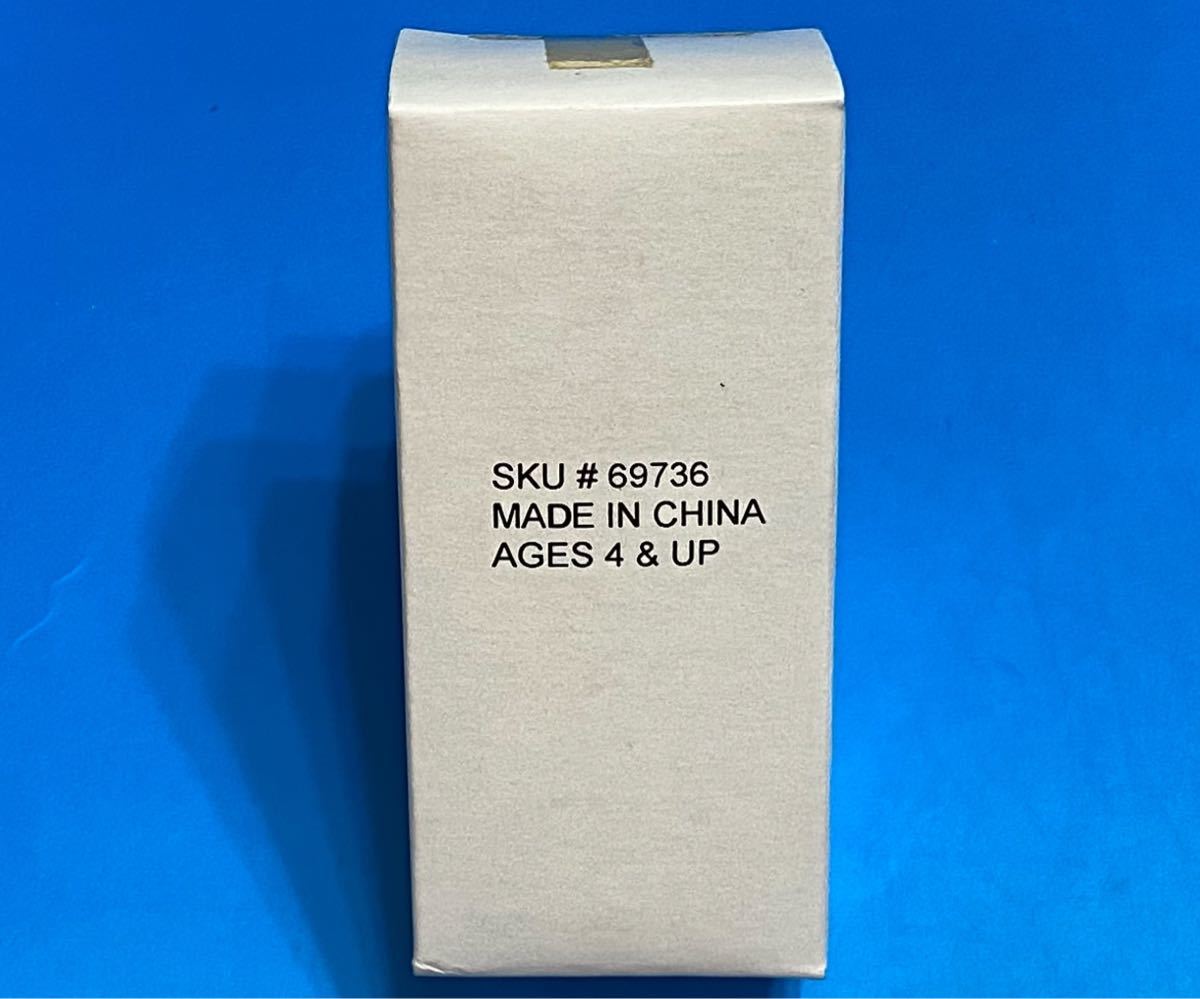 SKU # 69736
MADE IN CHINA
AGES 4 & UP